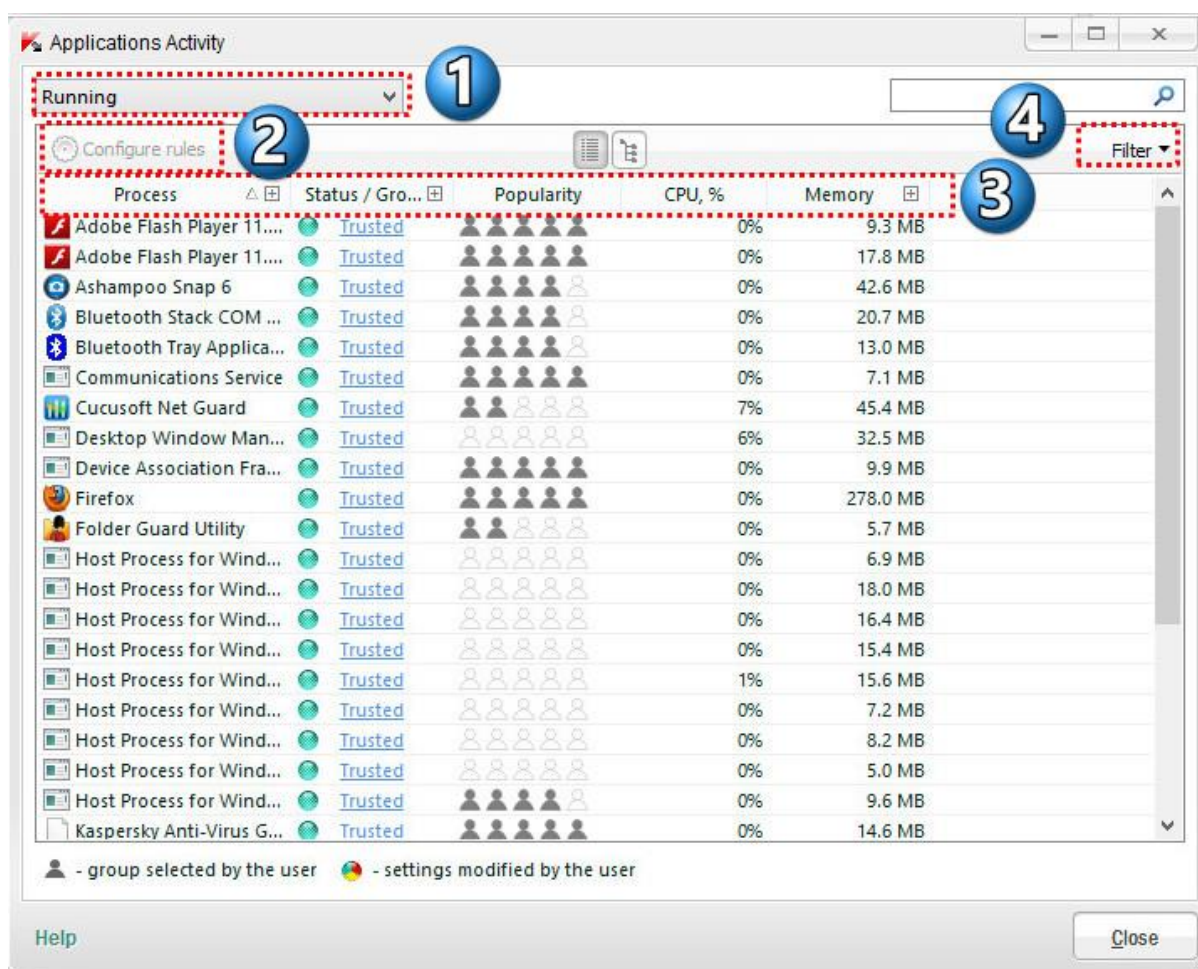 Applications Activity
1
Running
2
4
Configure rules
Filter
3
Process Status / Gro... Popularity CPU, % Memory
Adobe Flash Player 11.... Trusted 0% 9.3 MB
Adobe Flash Player 11.... Trusted 0% 17.8 MB
Ashampoo Snap 6 Trusted 0% 42.6 MB
Bluetooth Stack COM ... Trusted 0% 20.7 MB
Bluetooth Tray Applica... Trusted 0% 13.0 MB
Communications Service Trusted 0% 7.1 MB
Cucusoft Net Guard Trusted 7% 45.4 MB
Desktop Window Man... Trusted 6% 32.5 MB
Device Association Fra... Trusted 0% 9.9 MB
Firefox Trusted 0% 278.0 MB
Folder Guard Utility Trusted 0% 5.7 MB
Host Process for Wind... Trusted 0% 6.9 MB
Host Process for Wind... Trusted 0% 18.0 MB
Host Process for Wind... Trusted 0% 16.4 MB
Host Process for Wind... Trusted 0% 15.4 MB
Host Process for Wind... Trusted 1% 15.6 MB
Host Process for Wind... Trusted 0% 7.2 MB
Host Process for Wind... Trusted 0% 8.2 MB
Host Process for Wind... Trusted 0% 5.0 MB
Host Process for Wind... Trusted 0% 9.6 MB
Kaspersky Anti-Virus G... Trusted 0% 14.6 MB
- group selected by the user - settings modified by the user
Help Close